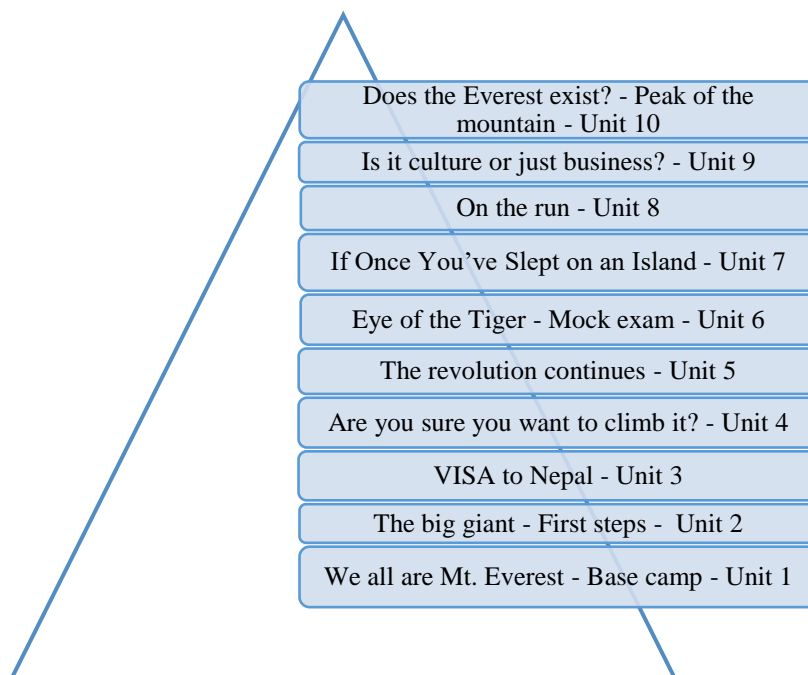 Does the Everest exist? - Peak of the
mountain - Unit 10
Is it culture or just business? - Unit 9
On the run - Unit 8
If Once You’ve Slept on an Island - Unit 7
Eye of the Tiger - Mock exam - Unit 6
The revolution continues - Unit 5
Are you sure you want to climb it? - Unit 4
VISA to Nepal - Unit 3
The big giant - First steps -  Unit 2
We all are Mt. Everest - Base camp - Unit 1